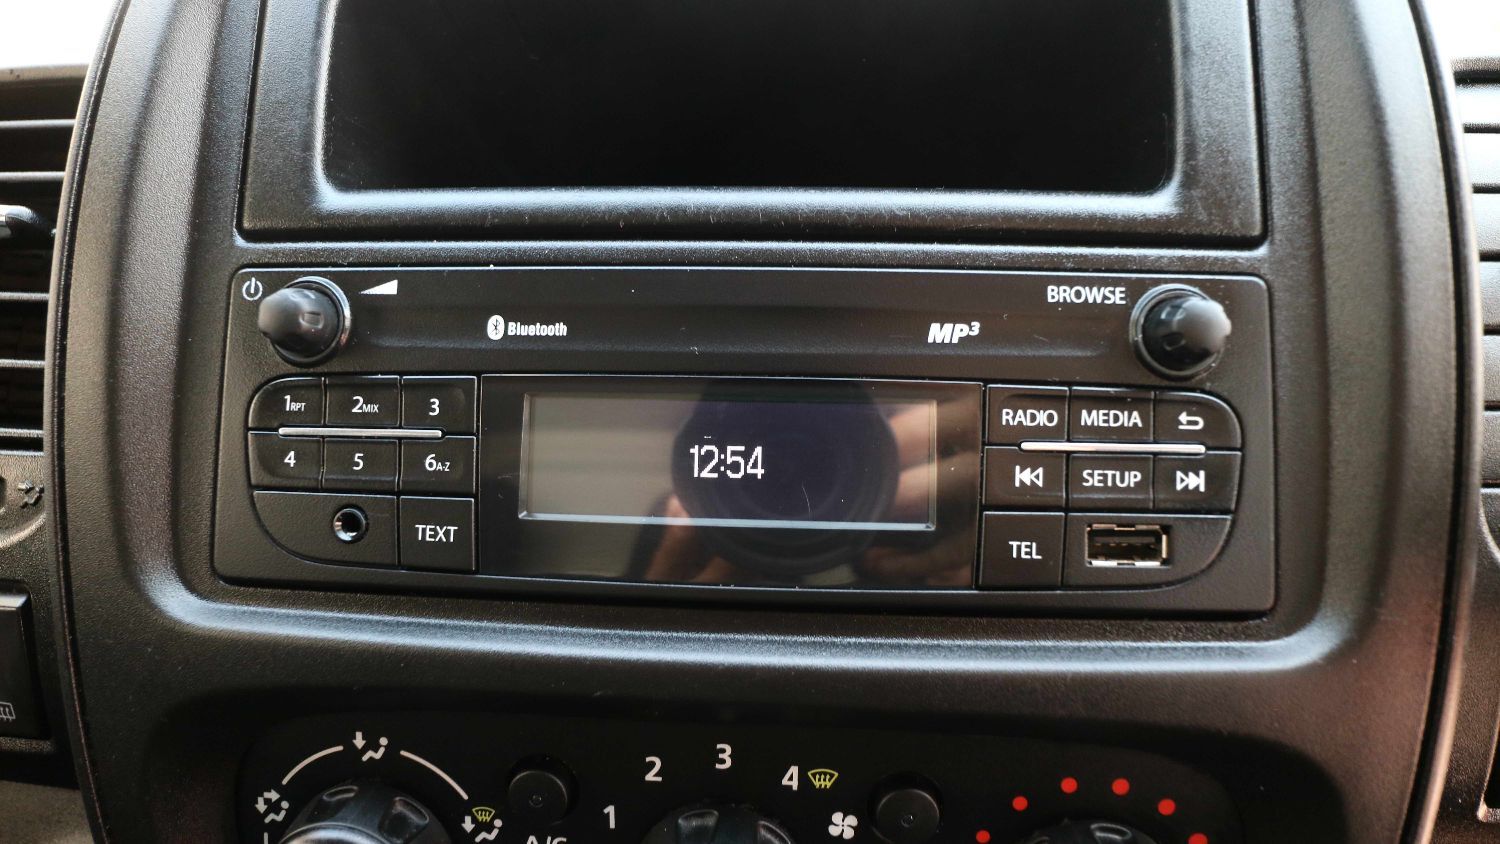 BROWSE
Bluetooth
MP3
1RPT 2MIX 3
RADIO MEDIA
12:54
4 5 6A-Z
SETUP
TEXT
TEL
1 2 3 4
A/C